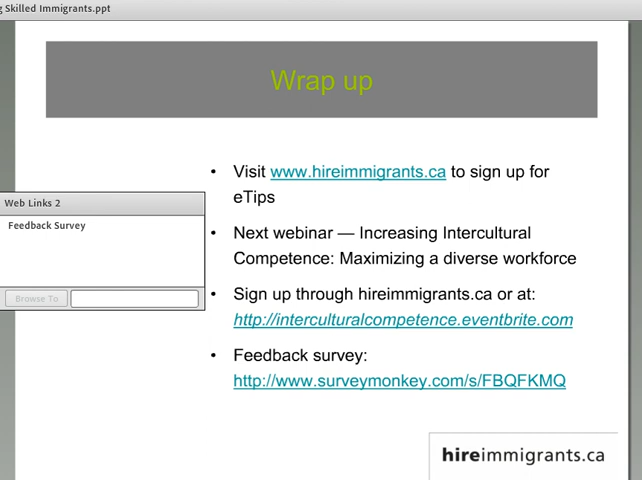 Skilled Immigrants.ppt
Wrap up
• Visit www.hireimmigrants.ca to sign up for
eTips
• Next webinar — Increasing Intercultural
Competence: Maximizing a diverse workforce
• Sign up through hireimmigrants.ca or at:
http://interculturalcompetence.eventbrite.com
• Feedback survey:
http://www.surveymonkey.com/s/FBQFKMQ
Web Links 2
Feedback Survey
Browse To
hireimmigrants.ca